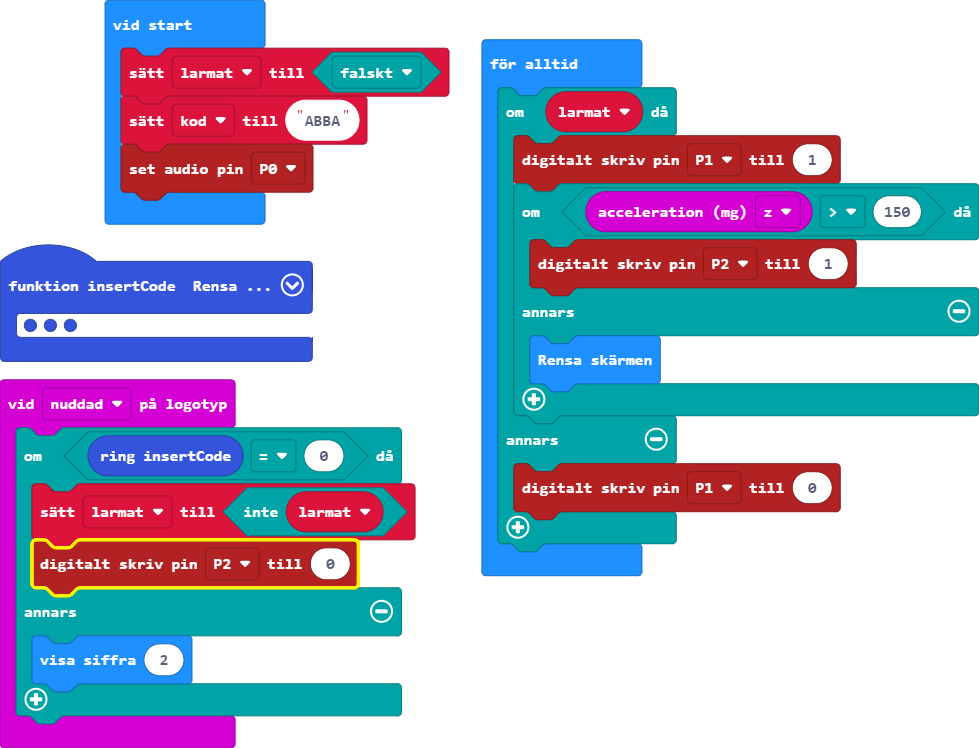 vid start
sätt larmat till falskt
sätt kod till "ABBA"
set audio pin P0
funktion insertCode Rensa ...
vid nuddad på logotyp
om ring insertCode = 0 då
sätt larmat till inte larmat
digitalt skriv pin P2 till 0
annars
visa siffra 2
för alltid
om larmat då
digitalt skriv pin P1 till 1
om acceleration (mg) z > 150 då
digitalt skriv pin P2 till 1
annars
Rensa skärmen
annars
digitalt skriv pin P1 till 0